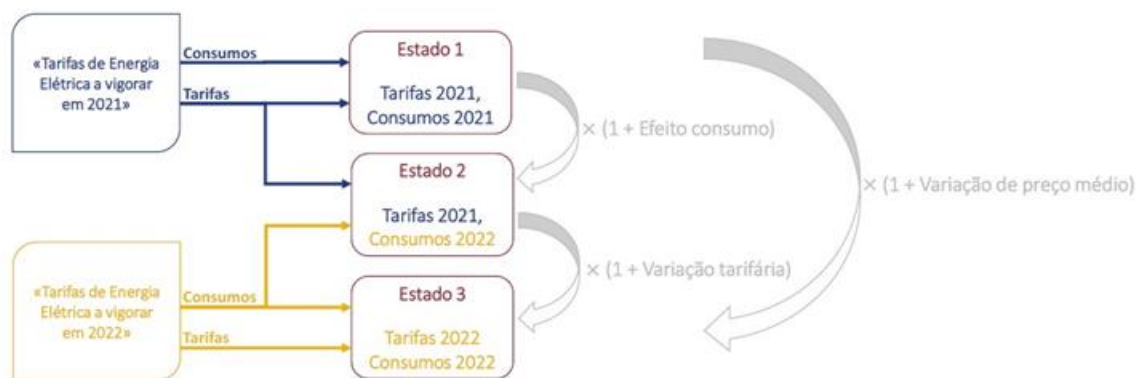 «Tarifas de Energia
Elétrica a vigorar
em 2021»
Consumos
Tarifas
Estado 1
Tarifas 2021,
Consumos 2021
× (1 + Efeito consumo)
Estado 2
Tarifas 2021,
Consumos 2022
× (1 + Variação de preço médio)
× (1 + Variação tarifária)
«Tarifas de Energia
Elétrica a vigorar
em 2022»
Consumos
Tarifas
Estado 3
Tarifas 2022
Consumos 2022